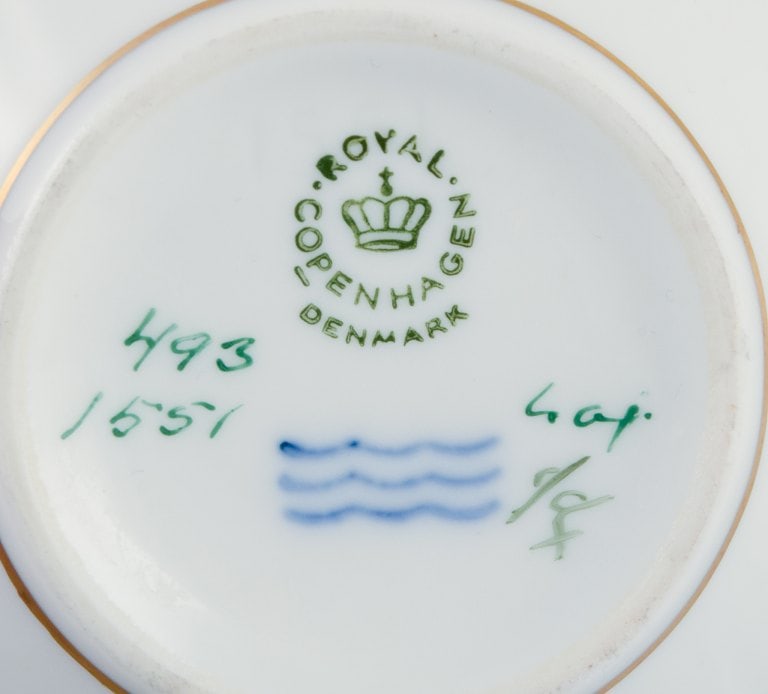 ROYAL
COPENHAGEN
DENMARK
493
1551